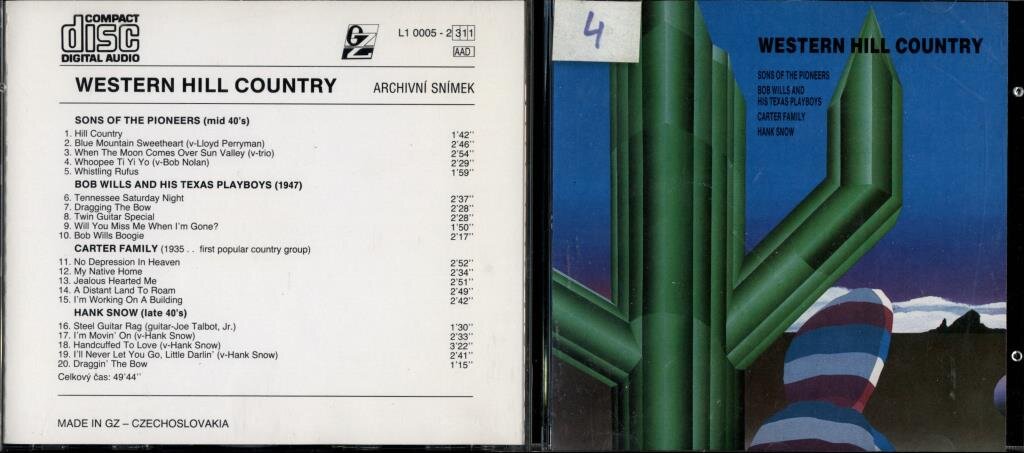 COMPACT
disc
DIGITAL AUDIO
GZ
L1 0005 - 2 311
AAD
WESTERN HILL COUNTRY
ARCHIVNÍ SNÍMEK
SONS OF THE PIONEERS (mid 40's)
1. Hill Country 1'42''
2. Blue Mountain Sweetheart (v-Lloyd Perryman) 2'46''
3. When The Moon Comes Over Sun Valley (v-trio) 2'54''
4. Whoopee Ti Yi Yo (v-Bob Nolan) 2'29''
5. Whistling Rufus 1'59''
BOB WILLS AND HIS TEXAS PLAYBOYS (1947)
6. Tennessee Saturday Night 2'37''
7. Dragging The Bow 2'28''
8. Twin Guitar Special 2'28''
9. Will You Miss Me When I'm Gone? 1'50''
10. Bob Wills Boogie 2'17''
CARTER FAMILY (1935 . . first popular country group)
11. No Depression In Heaven 2'52''
12. My Native Home 2'34''
13. Jealous Hearted Me 2'51''
14. A Distant Land To Roam 2'49''
15. I'm Working On A Building 2'42''
HANK SNOW (late 40's)
16. Steel Guitar Rag (guitar-Joe Talbot, Jr.) 1'30''
17. I'm Movin' On (v-Hank Snow) 2'33''
18. Handcuffed To Love (v-Hank Snow) 3'22''
19. I'll Never Let You Go, Little Darlin' (v-Hank Snow) 2'41''
20. Draggin' The Bow 1'15''
Celkový čas: 49'44''
MADE IN GZ – CZECHOSLOVAKIA
4
WESTERN HILL COUNTRY
SONS OF THE PIONEERS
BOB WILLS AND
HIS TEXAS PLAYBOYS
CARTER FAMILY
HANK SNOW